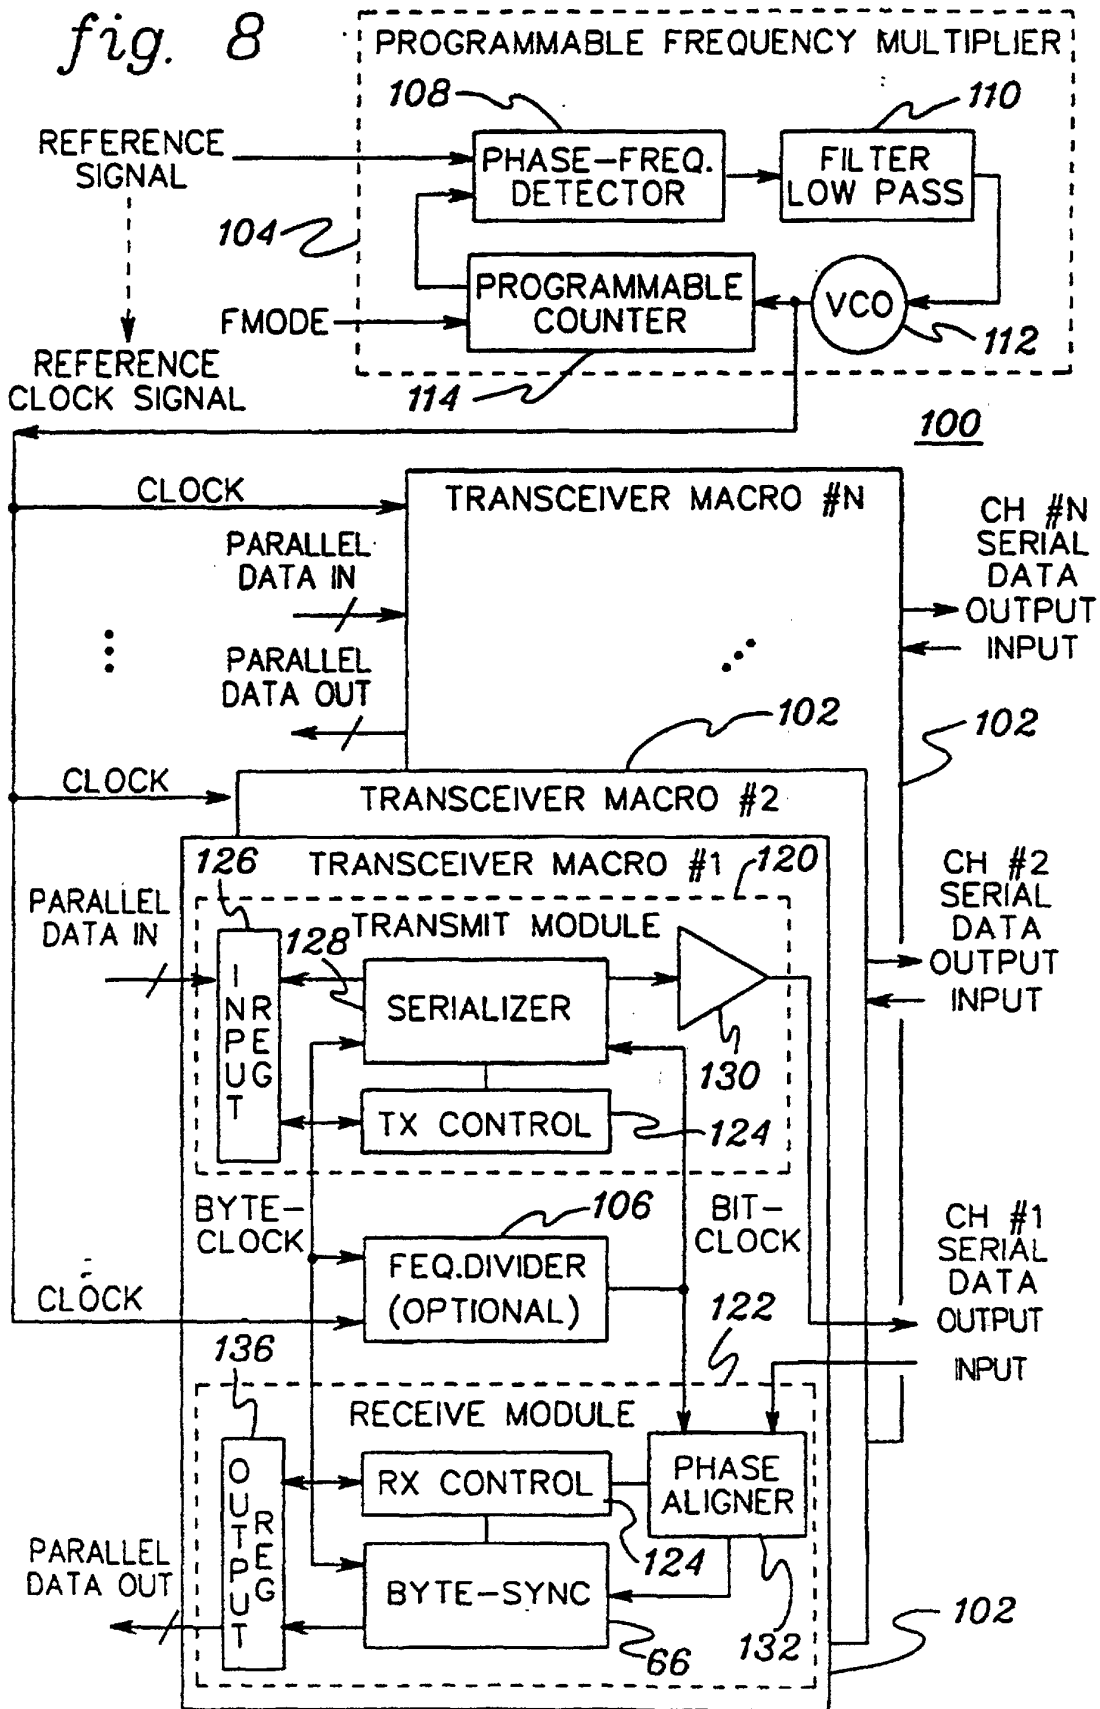 fig. 8
PROGRAMMABLE FREQUENCY MULTIPLIER
108
110
REFERENCE
SIGNAL
PHASE-FREQ.
DETECTOR
FILTER
LOW PASS
104
PROGRAMMABLE
COUNTER
VCO
FMODE
112
REFERENCE
CLOCK SIGNAL
114
100
CLOCK
TRANSCEIVER MACRO #N
CH #N
SERIAL
DATA
OUTPUT
INPUT
PARALLEL
DATA IN
PARALLEL
DATA OUT
102
102
CLOCK
TRANSCEIVER MACRO #2
126
TRANSCEIVER MACRO #1
120
CH #2
SERIAL
DATA
OUTPUT
INPUT
PARALLEL
DATA IN
TRANSMIT MODULE
128
INPUT
REG
SERIALIZER
130
TX CONTROL
124
BYTE-
CLOCK
106
BIT-
CLOCK
CH #1
SERIAL
DATA
OUTPUT
INPUT
FEQ.DIVIDER
(OPTIONAL)
CLOCK
122
136
RECEIVE MODULE
OUTPUT
REG
RX CONTROL
PHASE
ALIGNER
124
PARALLEL
DATA OUT
BYTE-SYNC
66
132
102